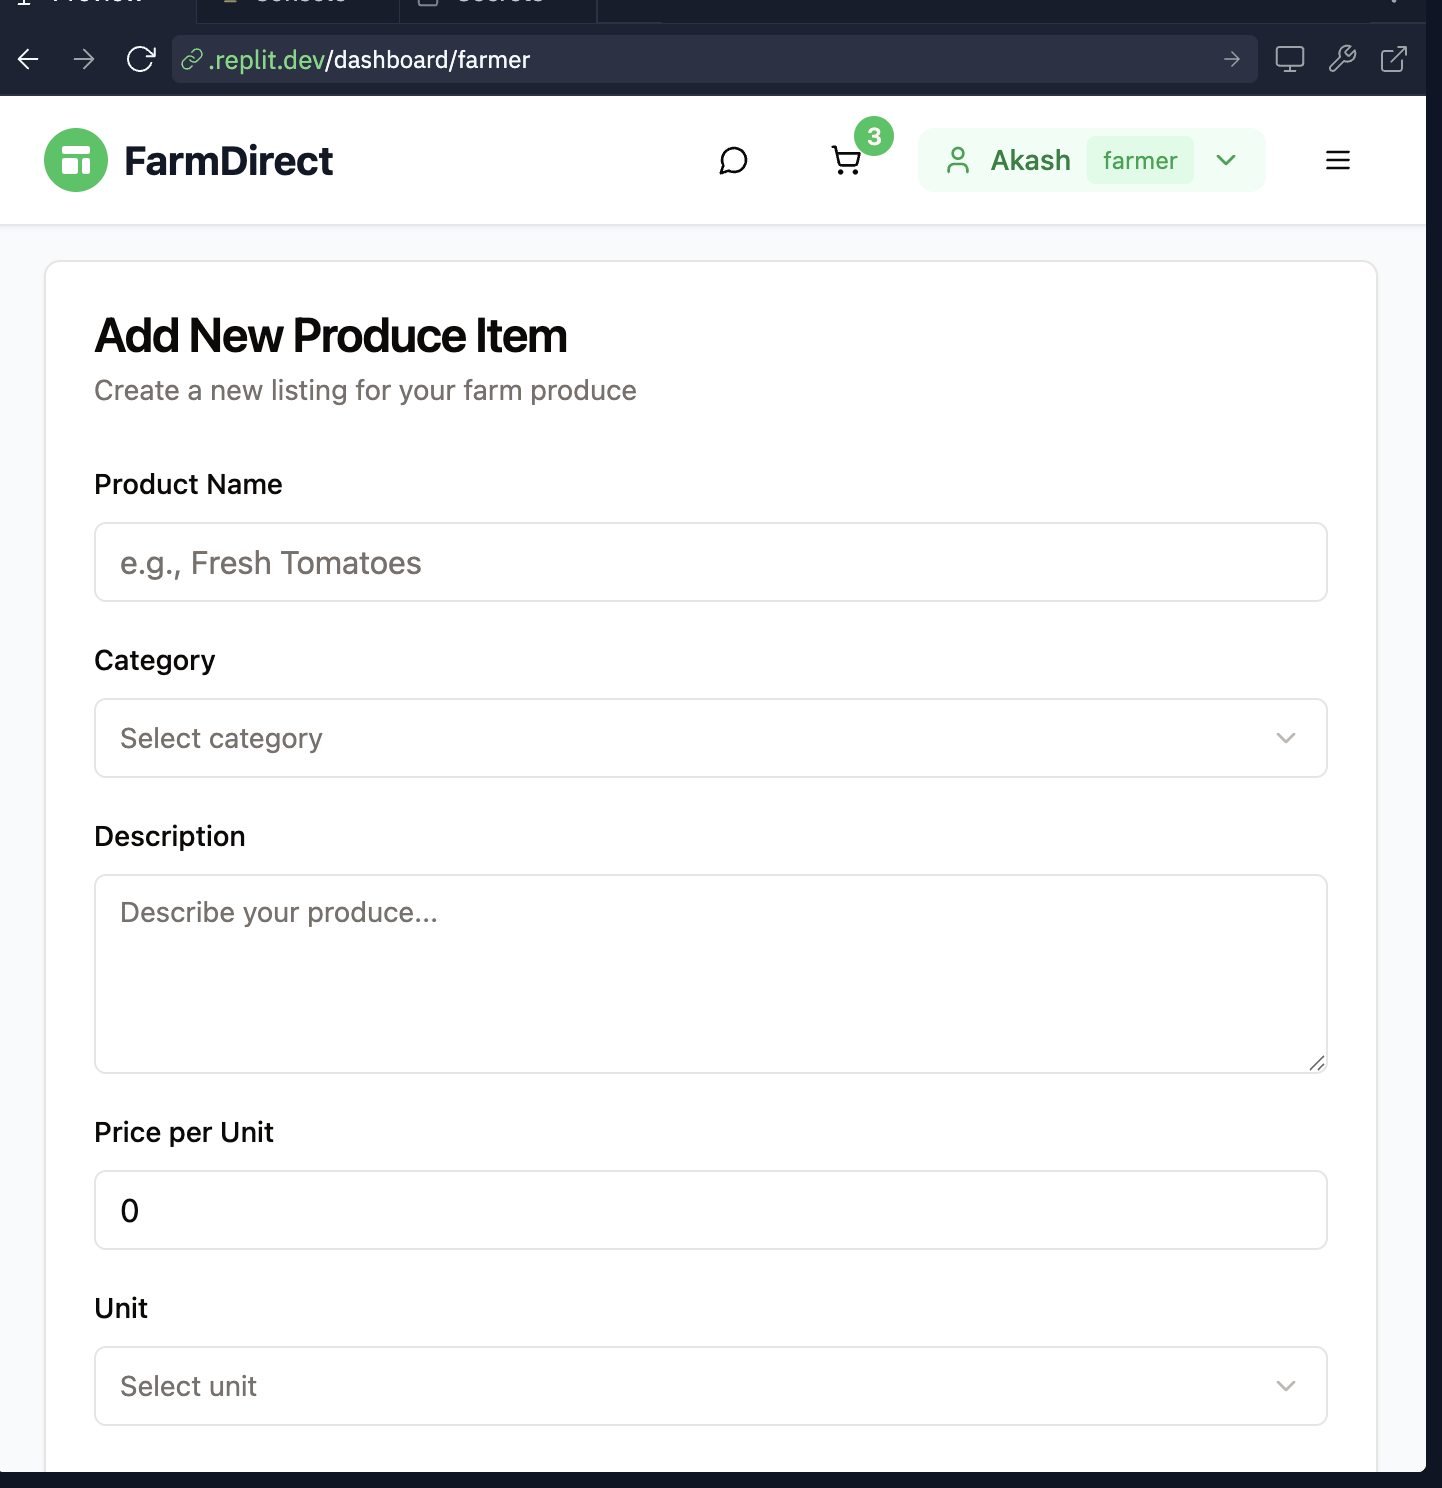 .replit.dev/dashboard/farmer
FarmDirect
3
Akash
farmer
Add New Produce Item
Create a new listing for your farm produce
Product Name
e.g., Fresh Tomatoes
Category
Select category
Description
Describe your produce...
Price per Unit
0
Unit
Select unit